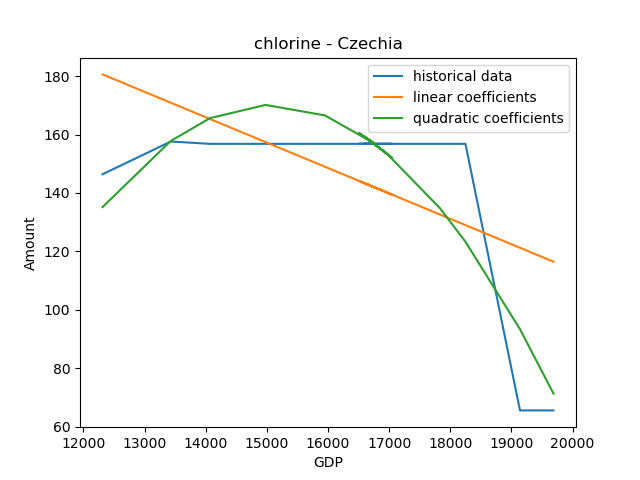 chlorine - Czechia
historical data
linear coefficients
quadratic coefficients
180
160
140
120
100
80
60
Amount
12000 13000 14000 15000 16000 17000 18000 19000 20000
GDP